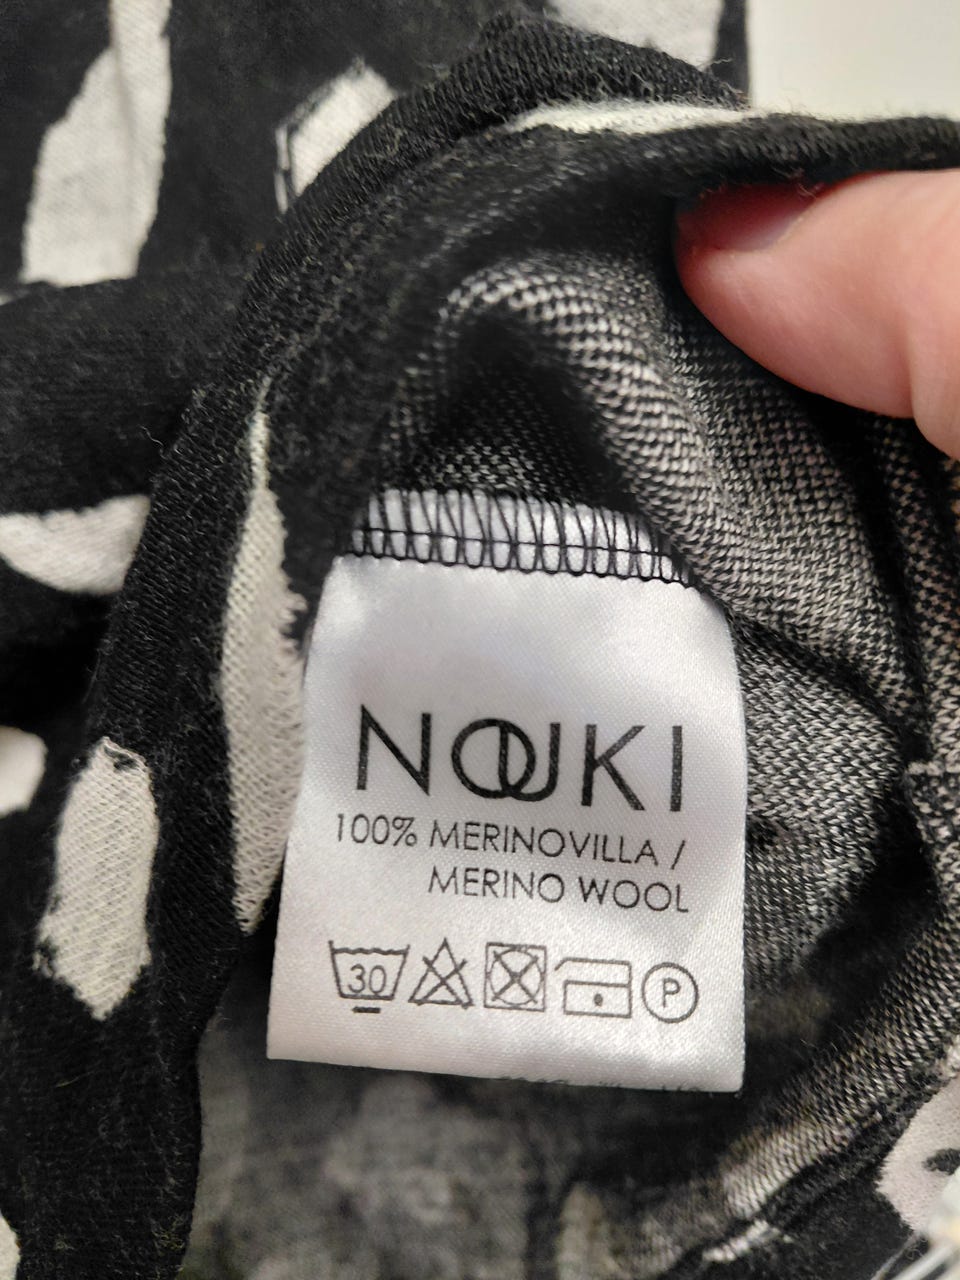 NOUKI
100% MERINOVILLA /
MERINO WOOL
30
P